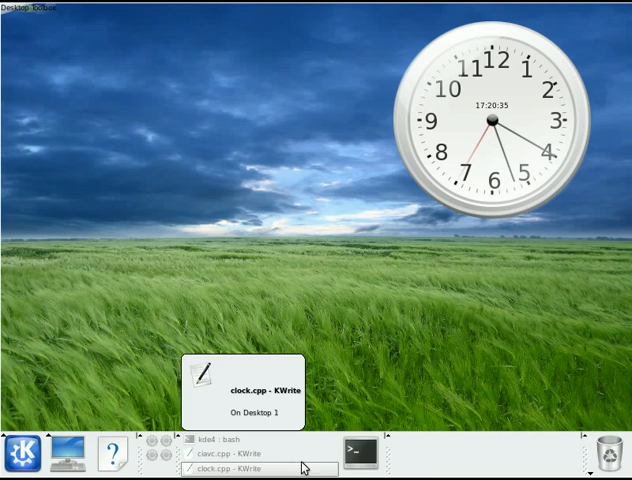 Desktop Toolbox
12
1
2
3
4
5
6
7
8
9
10
11
17:20:35
clock.cpp - KWrite
On Desktop 1
kde4 : bash
ciavc.cpp - KWrite
clock.cpp - KWrite
K
?
>_